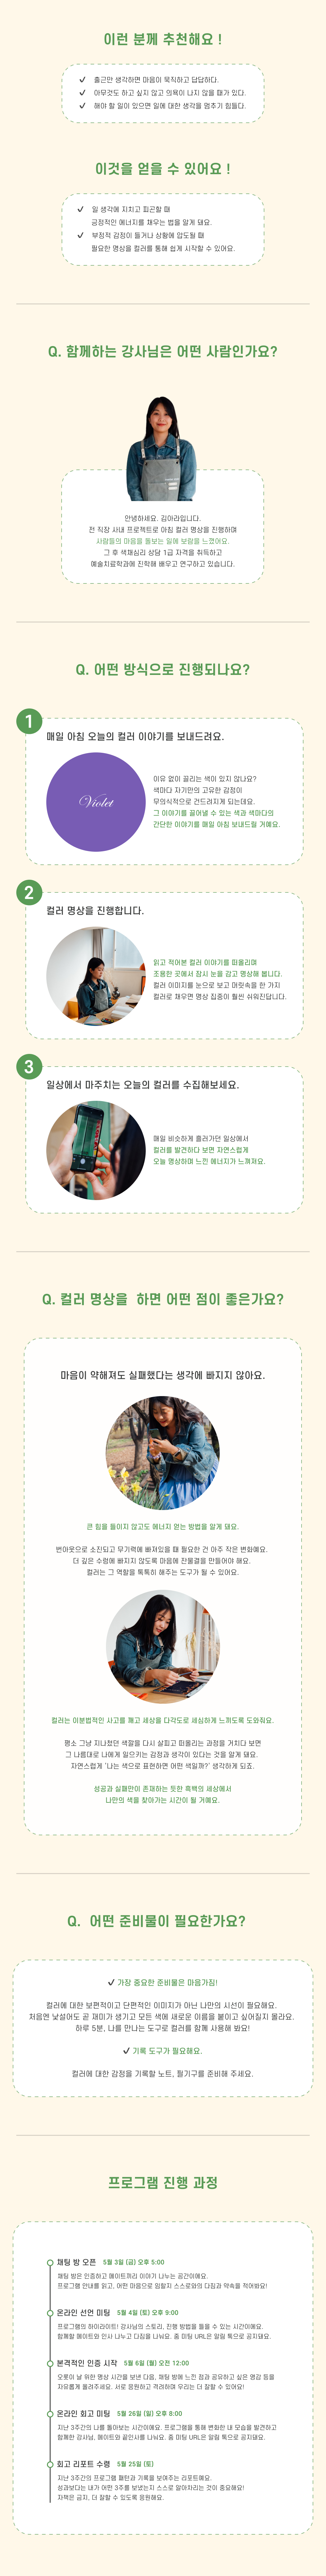 이런 분께 추천해요 !
✓ 출근만 생각하면 마음이 묵직하고 답답하다.
✓ 아무것도 하고 싶지 않고 의욕이 나지 않을 때가 있다.
✓ 해야 할 일이 있으면 일에 대한 생각을 멈추기 힘들다.
이것을 얻을 수 있어요 !
✓ 일 생각에 지치고 피곤할 때
긍정적인 에너지를 채우는 법을 알게 돼요.
✓ 부정적 감정이 들거나 상황에 압도될 때
필요한 명상을 컬러를 통해 쉽게 시작할 수 있어요.
Q. 함께하는 강사님은 어떤 사람인가요?
안녕하세요. 김아라입니다.
전 직장 사내 프로젝트로 아침 컬러 명상을 진행하며
사람들의 마음을 돌보는 일에 보람을 느꼈어요.
그 후 색채심리 상담 1급 자격을 취득하고
예술치료학과에 진학해 배우고 연구하고 있습니다.
Q. 어떤 방식으로 진행되나요?
1
매일 아침 오늘의 컬러 이야기를 보내드려요.
Violet
이유 없이 끌리는 색이 있지 않나요?
색마다 자기만의 고유한 감정이
무의식적으로 건드려지게 되는데요.
그 이야기를 끌어낼 수 있는 색과 색마다의
간단한 이야기를 매일 아침 보내드릴 거예요.
2
컬러 명상을 진행합니다.
읽고 적어본 컬러 이야기를 떠올리며
조용한 곳에서 잠시 눈을 감고 명상해 봅니다.
컬러 이미지를 눈으로 보고 머릿속을 한 가지
컬러로 채우면 명상 집중이 훨씬 쉬워진답니다.
3
일상에서 마주치는 오늘의 컬러를 수집해보세요.
매일 비슷하게 흘러가던 일상에서
컬러를 발견하다 보면 자연스럽게
오늘 명상하며 느낀 에너지가 느껴져요.
Q. 컬러 명상을 하면 어떤 점이 좋은가요?
마음이 약해져도 실패했다는 생각에 빠지지 않아요.
큰 힘을 들이지 않고도 에너지 얻는 방법을 알게 돼요.
번아웃으로 소진되고 무기력에 빠져있을 때 필요한 건 아주 작은 변화예요.
더 깊은 수렁에 빠지지 않도록 마음에 잔물결을 만들어야 해요.
컬러는 그 역할을 톡톡히 해주는 도구가 될 수 있어요.
컬러는 이분법적인 사고를 깨고 세상을 다각도로 세심하게 느끼도록 도와줘요.
평소 그냥 지나쳤던 색깔을 다시 살피고 떠올리는 과정을 거치다 보면
그 나름대로 나에게 일으키는 감정과 생각이 있다는 것을 알게 돼요.
자연스럽게 '나는 색으로 표현하면 어떤 색일까?' 생각하게 되죠.
성공과 실패만이 존재하는 듯한 흑백의 세상에서
나만의 색을 찾아가는 시간이 될 거예요.
Q. 어떤 준비물이 필요한가요?
✓ 가장 중요한 준비물은 마음가짐!
컬러에 대한 보편적이고 단편적인 이미지가 아닌 나만의 시선이 필요해요.
처음엔 낯설어도 곧 재미가 생기고 모든 색에 새로운 이름을 붙이고 싶어질지 몰라요.
하루 5분, 나를 만나는 도구로 컬러를 함께 사용해 봐요!
✓ 기록 도구가 필요해요.
컬러에 대한 감정을 기록할 노트, 필기구를 준비해 주세요.
프로그램 진행 과정
채팅 방 오픈 5월 3일 (금) 오후 5:00
채팅 방은 인증하고 메이트끼리 이야기 나누는 공간이에요.
프로그램 안내를 읽고, 어떤 마음으로 임할지 스스로와의 다짐과 약속을 적어봐요!
온라인 선언 미팅 5월 4일 (토) 오후 9:00
프로그램의 하이라이트! 강사님의 스토리, 진행 방법을 들을 수 있는 시간이에요.
함께할 메이트와 인사 나누고 다짐을 나눠요. 줌 미팅 URL은 알림 톡으로 공지돼요.
본격적인 인증 시작 5월 6일 (월) 오전 12:00
오롯이 날 위한 명상 시간을 보낸 다음, 채팅 방에 느낀 점과 공유하고 싶은 영감 등을
자유롭게 올려주세요. 서로 응원하고 격려하며 우리는 더 잘할 수 있어요!
온라인 회고 미팅 5월 26일 (일) 오후 8:00
지난 3주간의 나를 돌아보는 시간이에요. 프로그램을 통해 변화한 내 모습을 발견하고
함께한 강사님, 메이트와 끝인사를 나눠요. 줌 미팅 URL은 알림 톡으로 공지돼요.
회고 리포트 수령 5월 25일 (토)
지난 3주간의 프로그램 패턴과 기록을 보여주는 리포트예요.
성과보다는 내가 어떤 3주를 보냈는지 스스로 알아차리는 것이 중요해요!
자책은 금지, 더 잘할 수 있도록 응원해요.